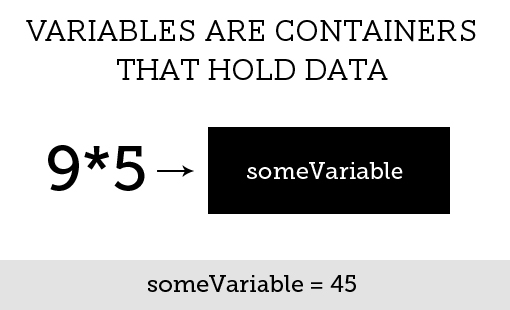 VARIABLES ARE CONTAINERS
THAT HOLD DATA
9*5→ someVariable
someVariable = 45